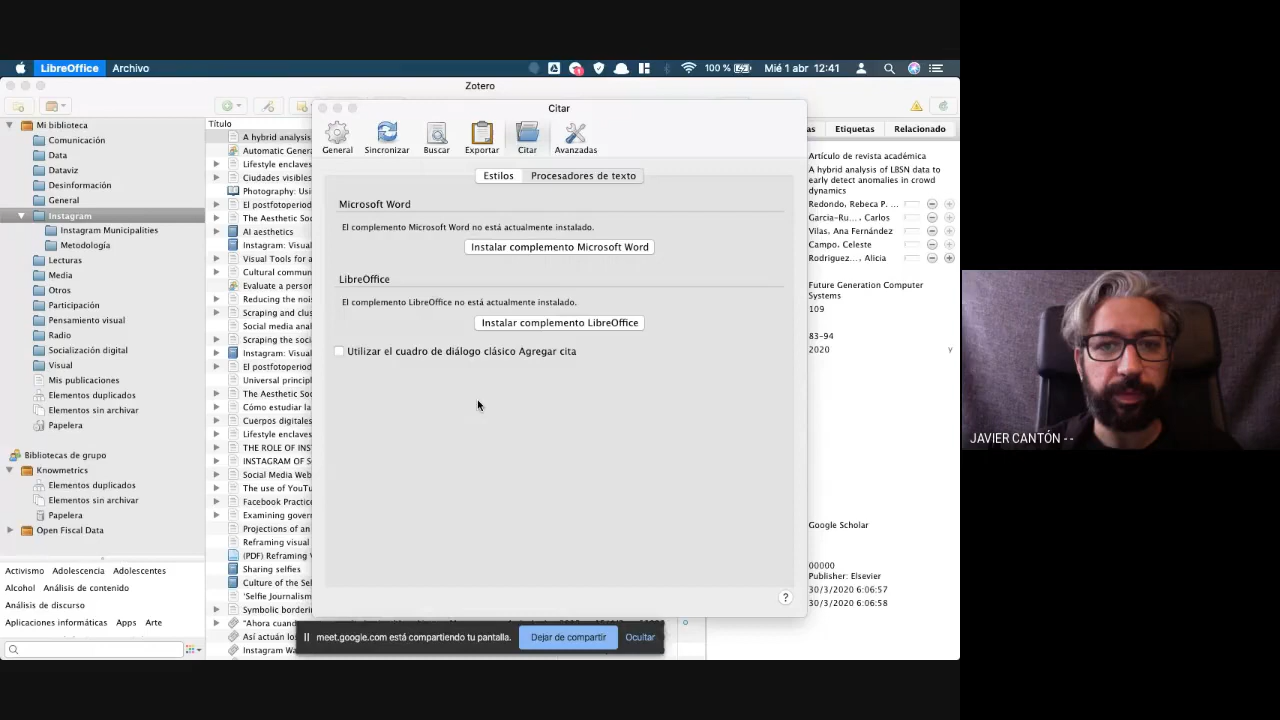 LibreOffice Archivo 100 % Mié 1 abr 12:41
Zotero
Citar
General Sincronizar Buscar Exportar Citar Avanzadas
Estilos Procesadores de texto
Microsoft Word
El complemento Microsoft Word no está actualmente instalado.
Instalar complemento Microsoft Word
LibreOffice
El complemento LibreOffice no está actualmente instalado.
Instalar complemento LibreOffice
Utilizar el cuadro de diálogo clásico Agregar cita
?
Mi biblioteca
Comunicación
Data
Dataviz
Desinformación
General
Instagram
Instagram Municipalities
Metodología
Lecturas
Media
Otros
Participación
Pensamiento visual
Radio
Socialización digital
Visual
Mis publicaciones
Elementos duplicados
Elementos sin archivar
Papelera
Bibliotecas de grupo
Knowmetrics
Elementos duplicados
Elementos sin archivar
Papelera
Open Fiscal Data
Activismo Adolescencia Adolescentes
Alcohol Análisis de contenido
Análisis de discurso
Aplicaciones informáticas Apps Arte
Título
A hybrid analysis
Automatic Gener
Lifestyle enclaves
Ciudades visibles
Photography: Usi
El postfotoperiod
The Aesthetic Soc
AI aesthetics
Instagram: Visual
Visual Tools for
Cultural commun
Evaluate a person
Reducing the nois
Scraping and clus
Social media anal
Scraping the socia
Instagram: Visual
El postfotoperiod
Universal principl
The Aesthetic Soc
Cómo estudiar la
Cuerpos digitales
Lifestyle enclaves
THE ROLE OF INST
INSTAGRAM OF S
Social Media Web
The use of YouTu
Facebook Practice
Examining govern
Projections of an
Reframing visual
(PDF) Reframing V
Sharing selfies
Culture of the Sel
'Selfie Journalism
Symbolic borderin
"Ahora cuand
Así actuán lo
Instagram Wa
as Etiquetas Relacionado
Artículo de revista académica
A hybrid analysis of LBSN data to
early detect anomalies in crowd
dynamics
Redondo, Rebeca P. ...
Garcia-Ru..., Carlos
Vilas, Ana Fernández
Campo, Celeste
Rodriguez..., Alicia
Future Generation Computer
Systems
109
83-94
2020 y
Google Scholar
00000
Publisher: Elsevier
30/3/2020 6:06:57
30/3/2020 6:06:58
meet.google.com está compartiendo tu pantalla. Dejar de compartir Ocultar
JAVIER CANTÓN --